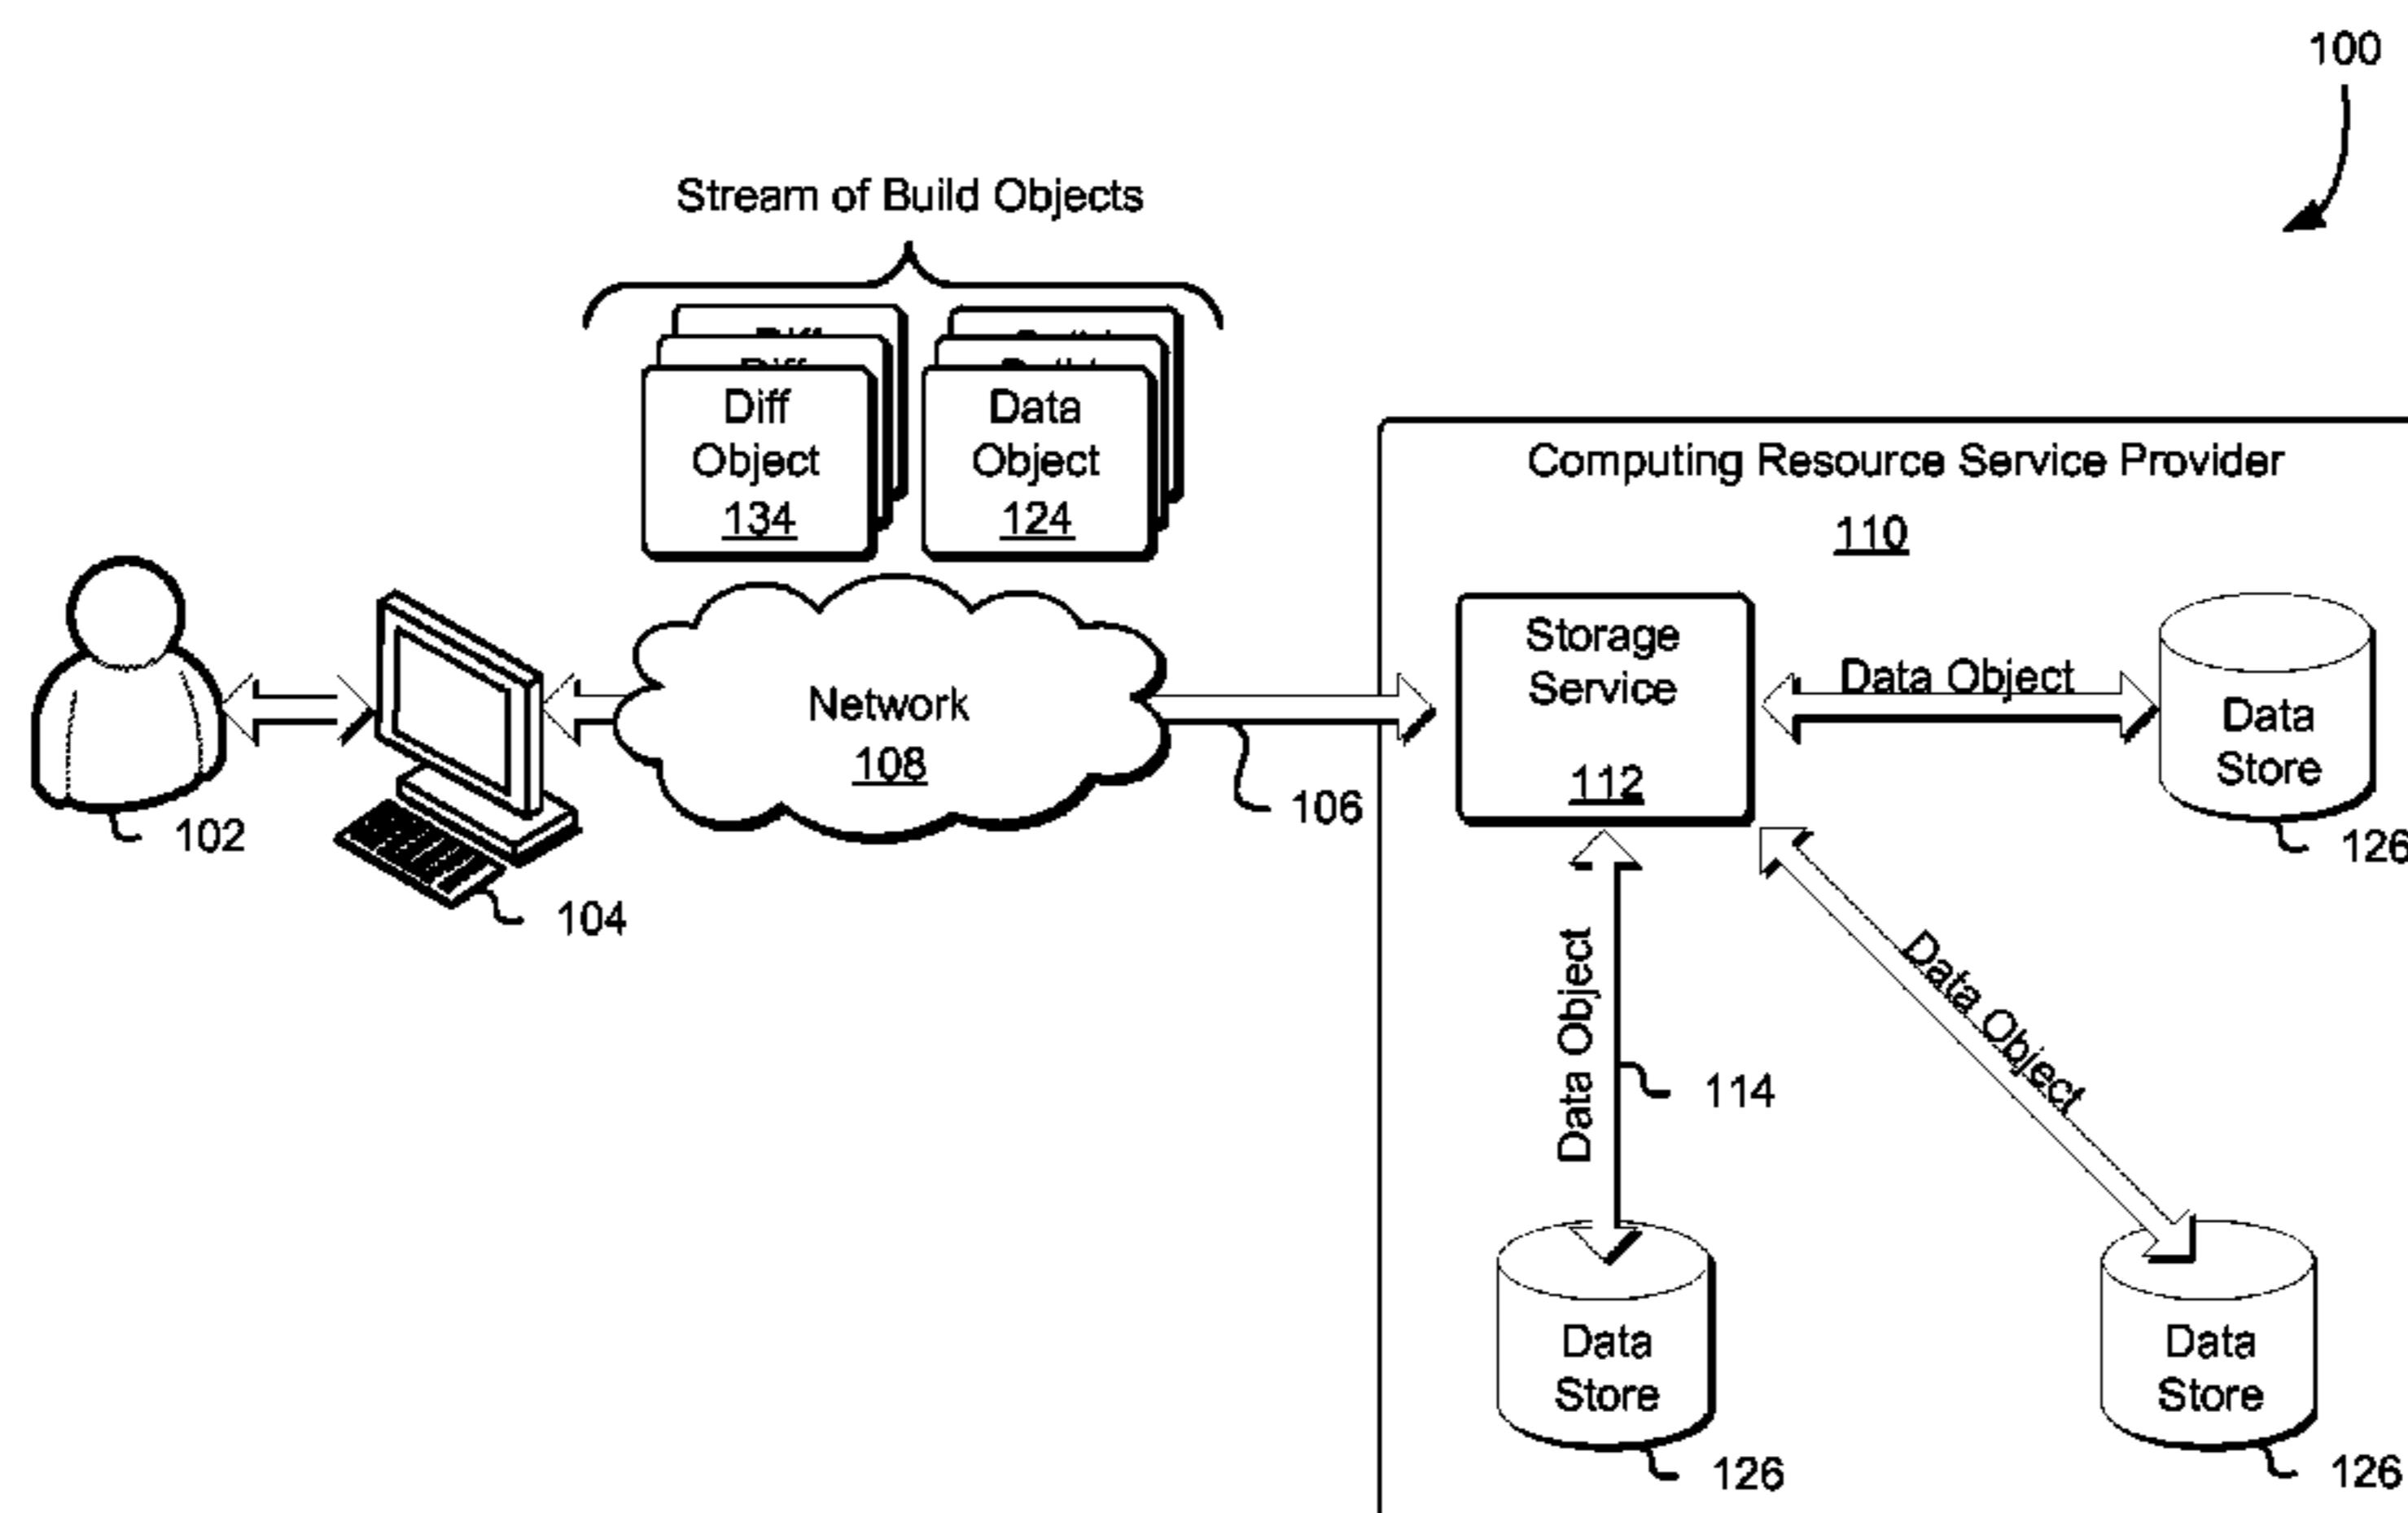 100
Stream of Build Objects
Diff
Object
134
Data
Object
124
Computing Resource Service Provider
110
Storage
Service
112
Data Object
Data
Store
126
Network
108
106
102
104
Data Object
114
Data Object
Data
Store
126
Data
Store
126